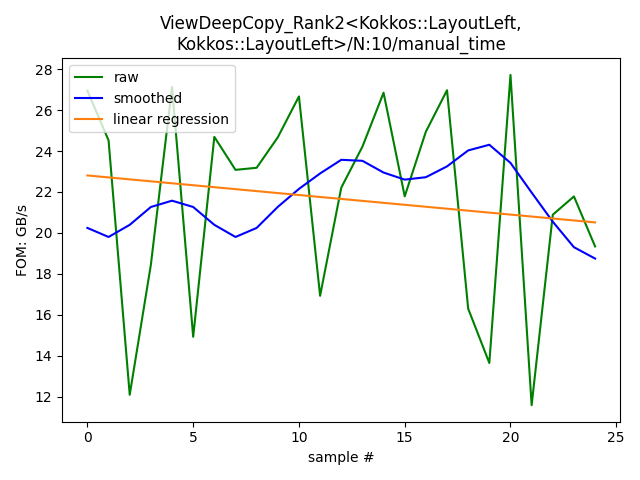 ViewDeepCopy_Rank2<Kokkos::LayoutLeft,
Kokkos::LayoutLeft>/N:10/manual_time
raw
smoothed
linear regression
FOM: GB/s
28
26
24
22
20
18
16
14
12
0
5
10
15
20
25
sample #